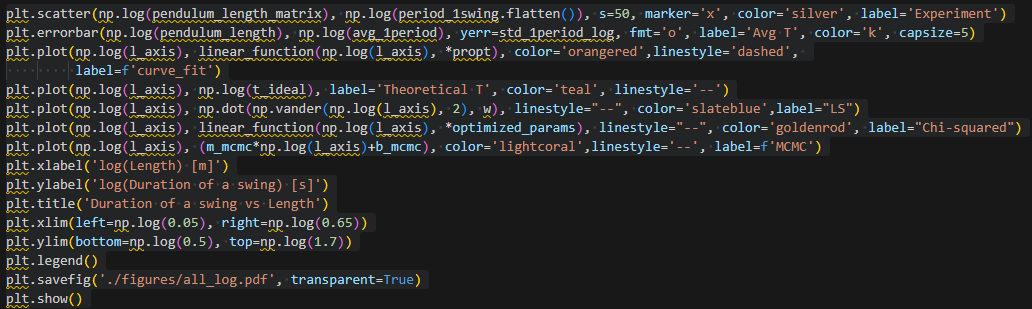 plt.scatter(np.log(pendulum_length_matrix), np.log(period_1swing.flatten()), s=50, marker='x', color='silver', label='Experiment')
plt.errorbar(np.log(pendulum_length), np.log(avg_1period), yerr=std_1period_log, fmt='o', label='Avg T', color='k', capsize=5)
plt.plot(np.log(l_axis), linear_function(np.log(l_axis), *propt), color='orangered',linestyle='dashed',
label=f'curve_fit')
plt.plot(np.log(l_axis), np.log(t_ideal), label='Theoretical T', color='teal', linestyle='--')
plt.plot(np.log(l_axis), np.dot(np.vander(np.log(l_axis), 2), w), linestyle="--", color='slateblue',label="LS")
plt.plot(np.log(l_axis), linear_function(np.log(l_axis), *optimized_params), linestyle="--", color='goldenrod', label="Chi-squared")
plt.plot(np.log(l_axis), (m_mcmc*np.log(l_axis)+b_mcmc), color='lightcoral',linestyle='--', label=f'MCMC')
plt.xlabel('log(Length) [m]')
plt.ylabel('log(Duration of a swing) [s]')
plt.title('Duration of a swing vs Length')
plt.xlim(left=np.log(0.05), right=np.log(0.65))
plt.ylim(bottom=np.log(0.5), top=np.log(1.7))
plt.legend()
plt.savefig('./figures/all_log.pdf', transparent=True)
plt.show()